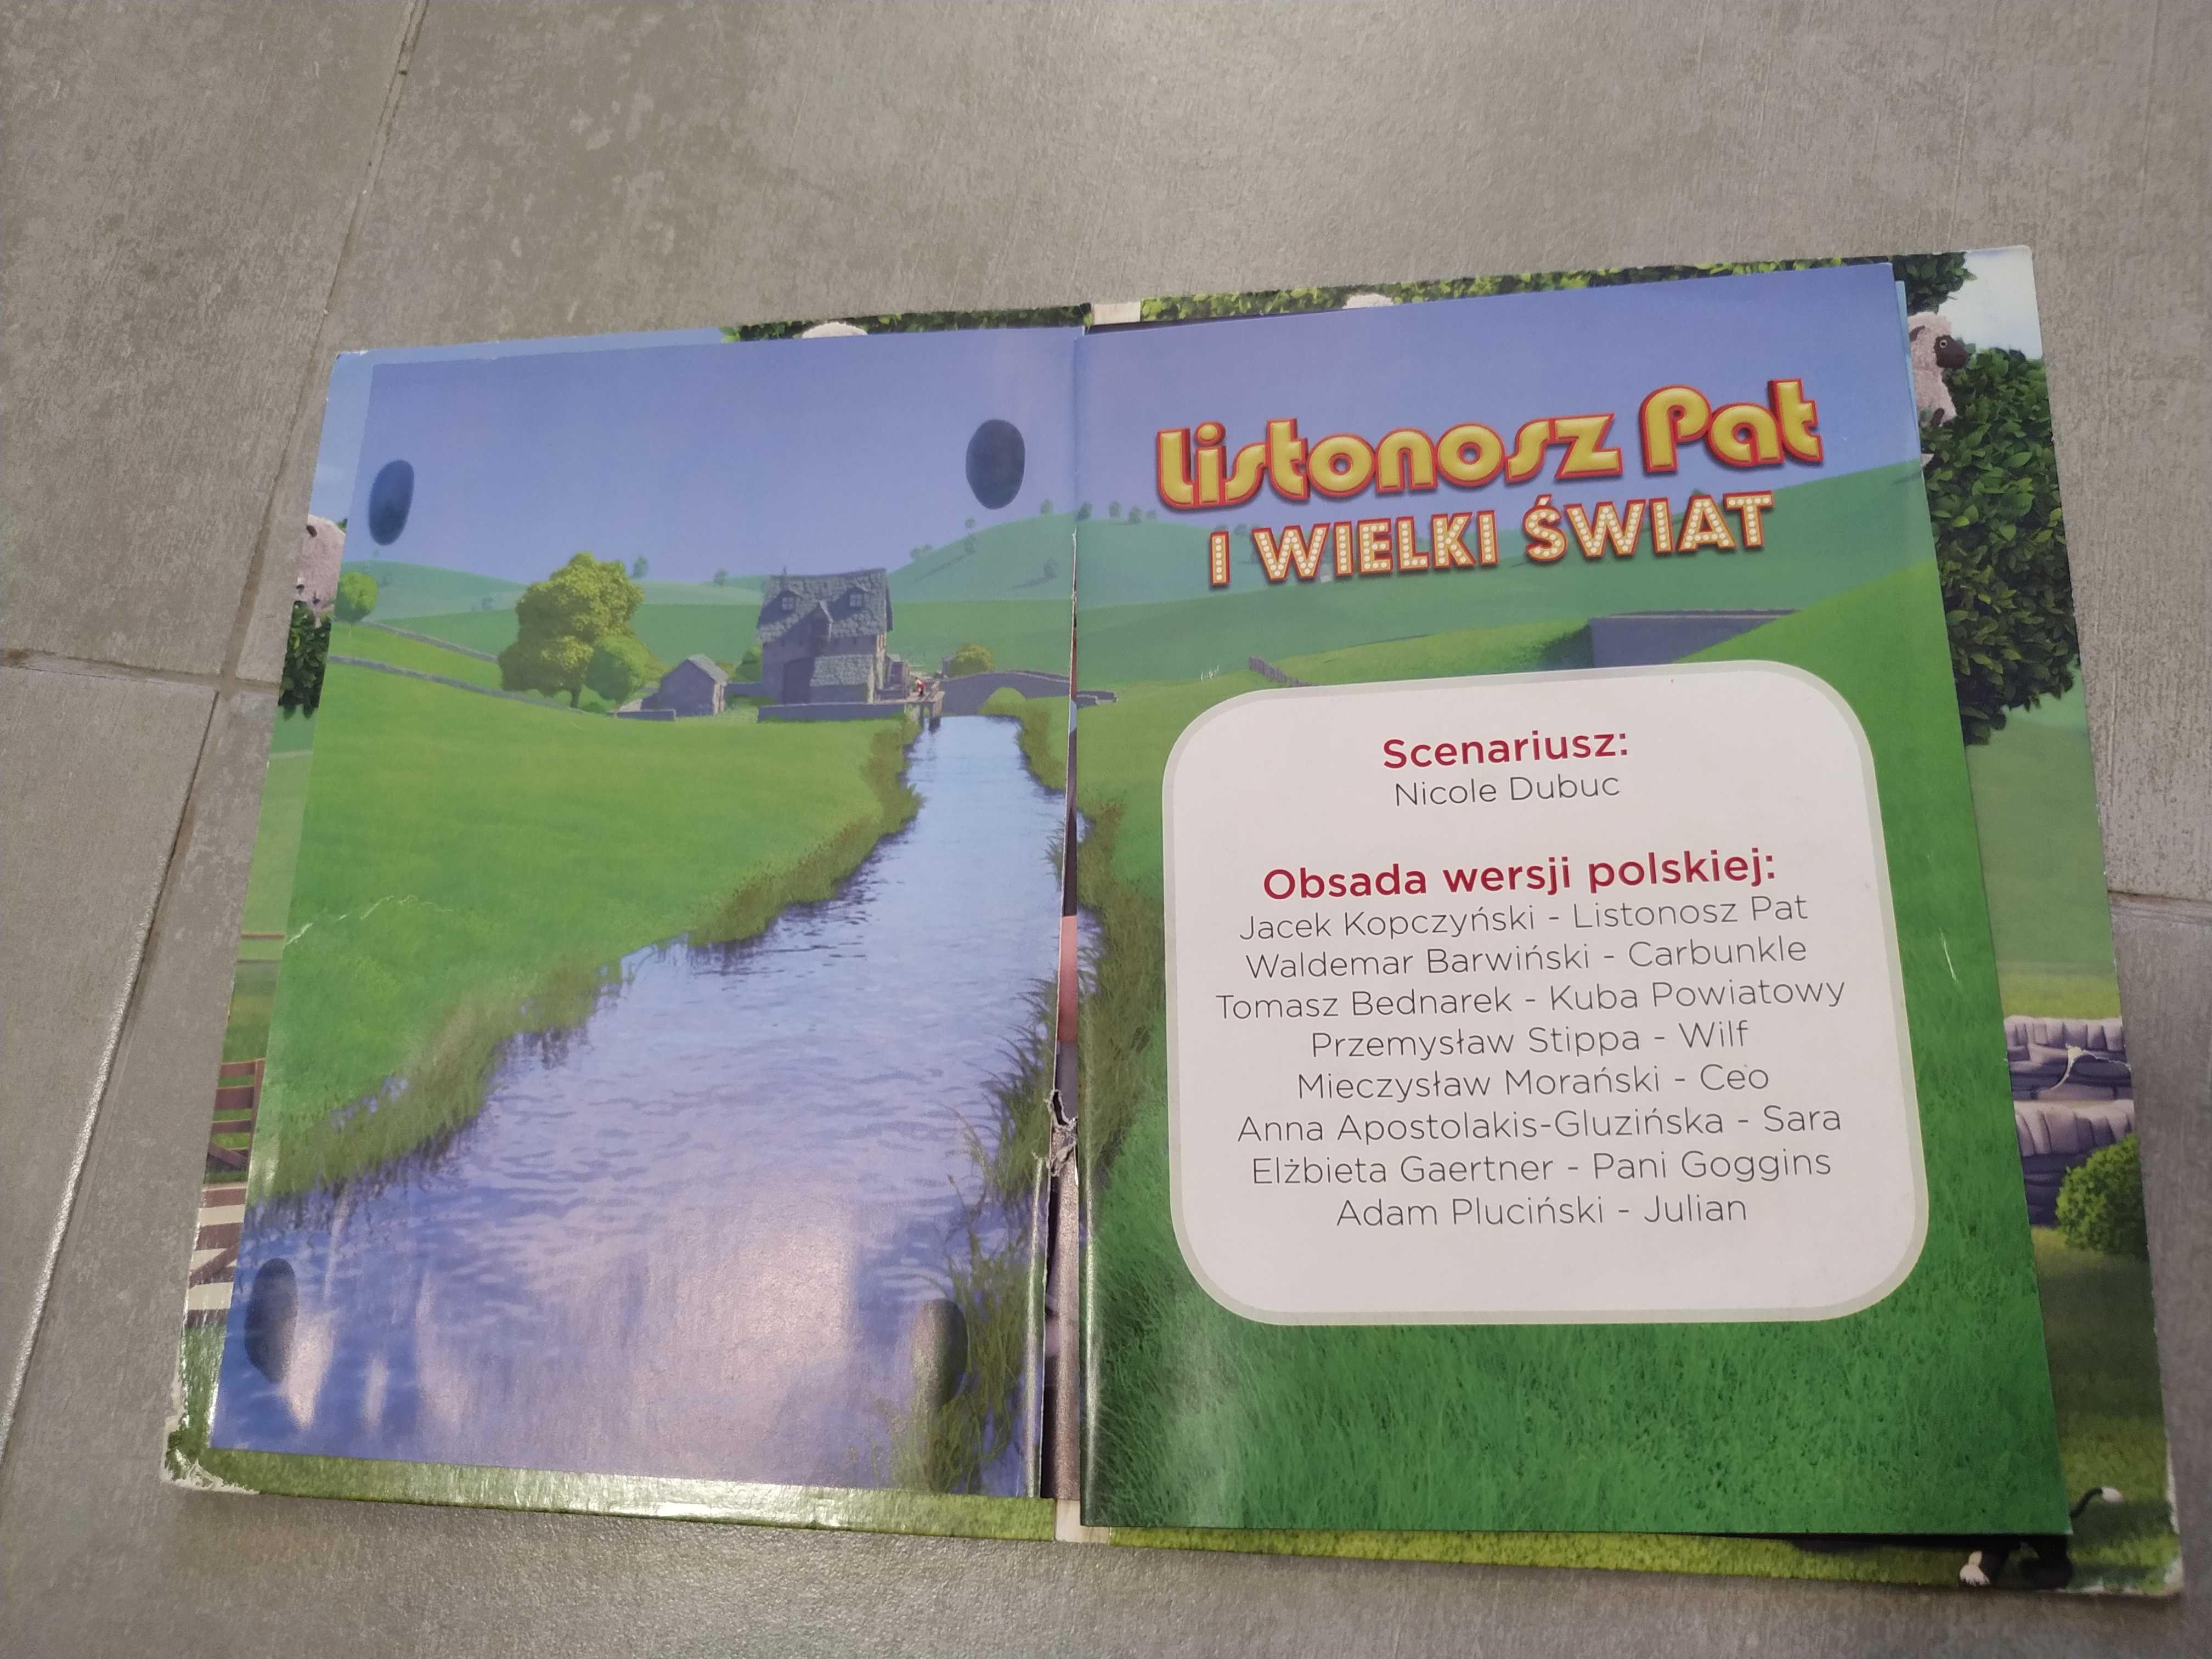 Listonosz Pat
I WIELKI ŚWIAT
Scenariusz:
Nicole Dubuc
Obsada wersji polskiej:
Jacek Kopczyński - Listonosz Pat
Waldemar Barwiński - Carbunkle
Tomasz Bednarek - Kuba Powiatowy
Przemysław Stippa - Wilf
Mieczysław Morański - Ceo
Anna Apostolakis-Gluzińska - Sara
Elżbieta Gaertner - Pani Goggins
Adam Pluciński - Julian